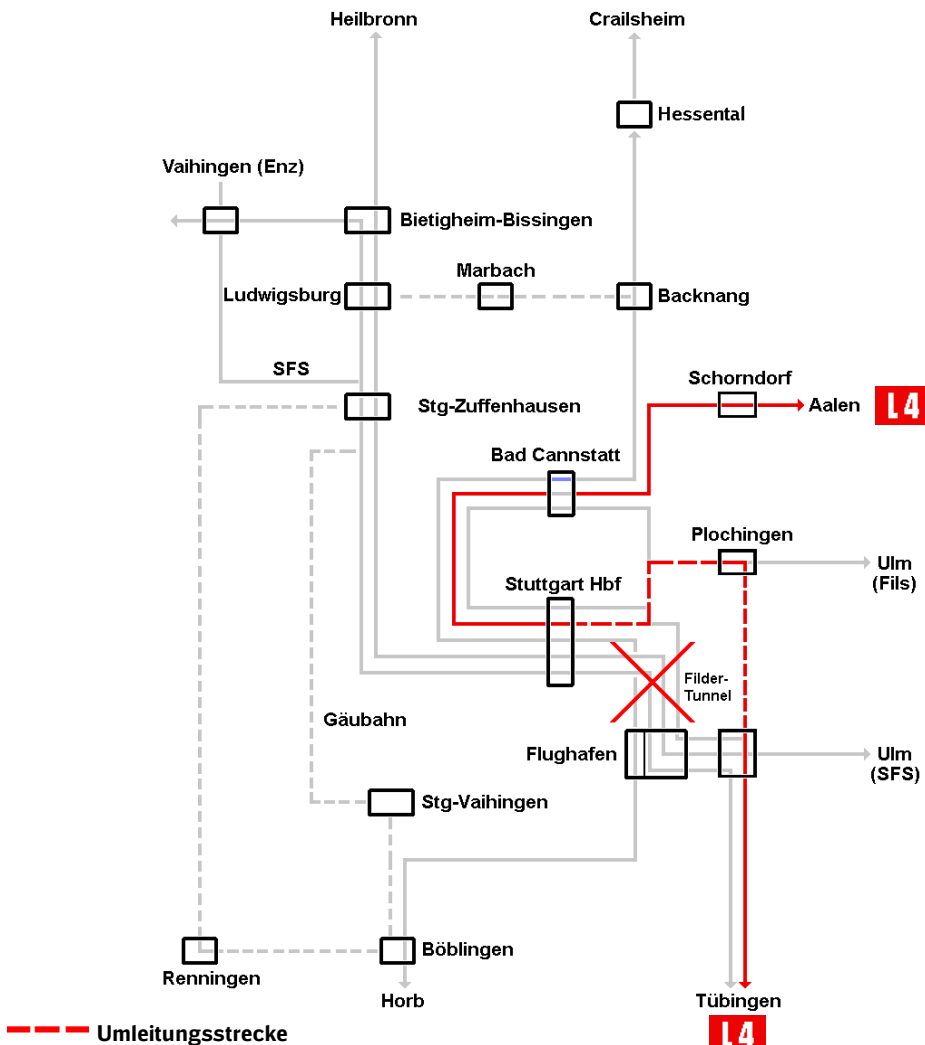 Heilbronn
Crailsheim
Hessental
Vaihingen (Enz)
Bietigheim-Bissingen
Marbach
Ludwigsburg
Backnang
SFS
Schorndorf
Stg-Zuffenhausen
Aalen
L4
Bad Cannstatt
Plochingen
Ulm
(Fils)
Stuttgart Hbf
Filder-
Tunnel
Gäubahn
Flughafen
Ulm
(SFS)
Stg-Vaihingen
Böblingen
Renningen
Horb
Tübingen
L4
Umleitungsstrecke